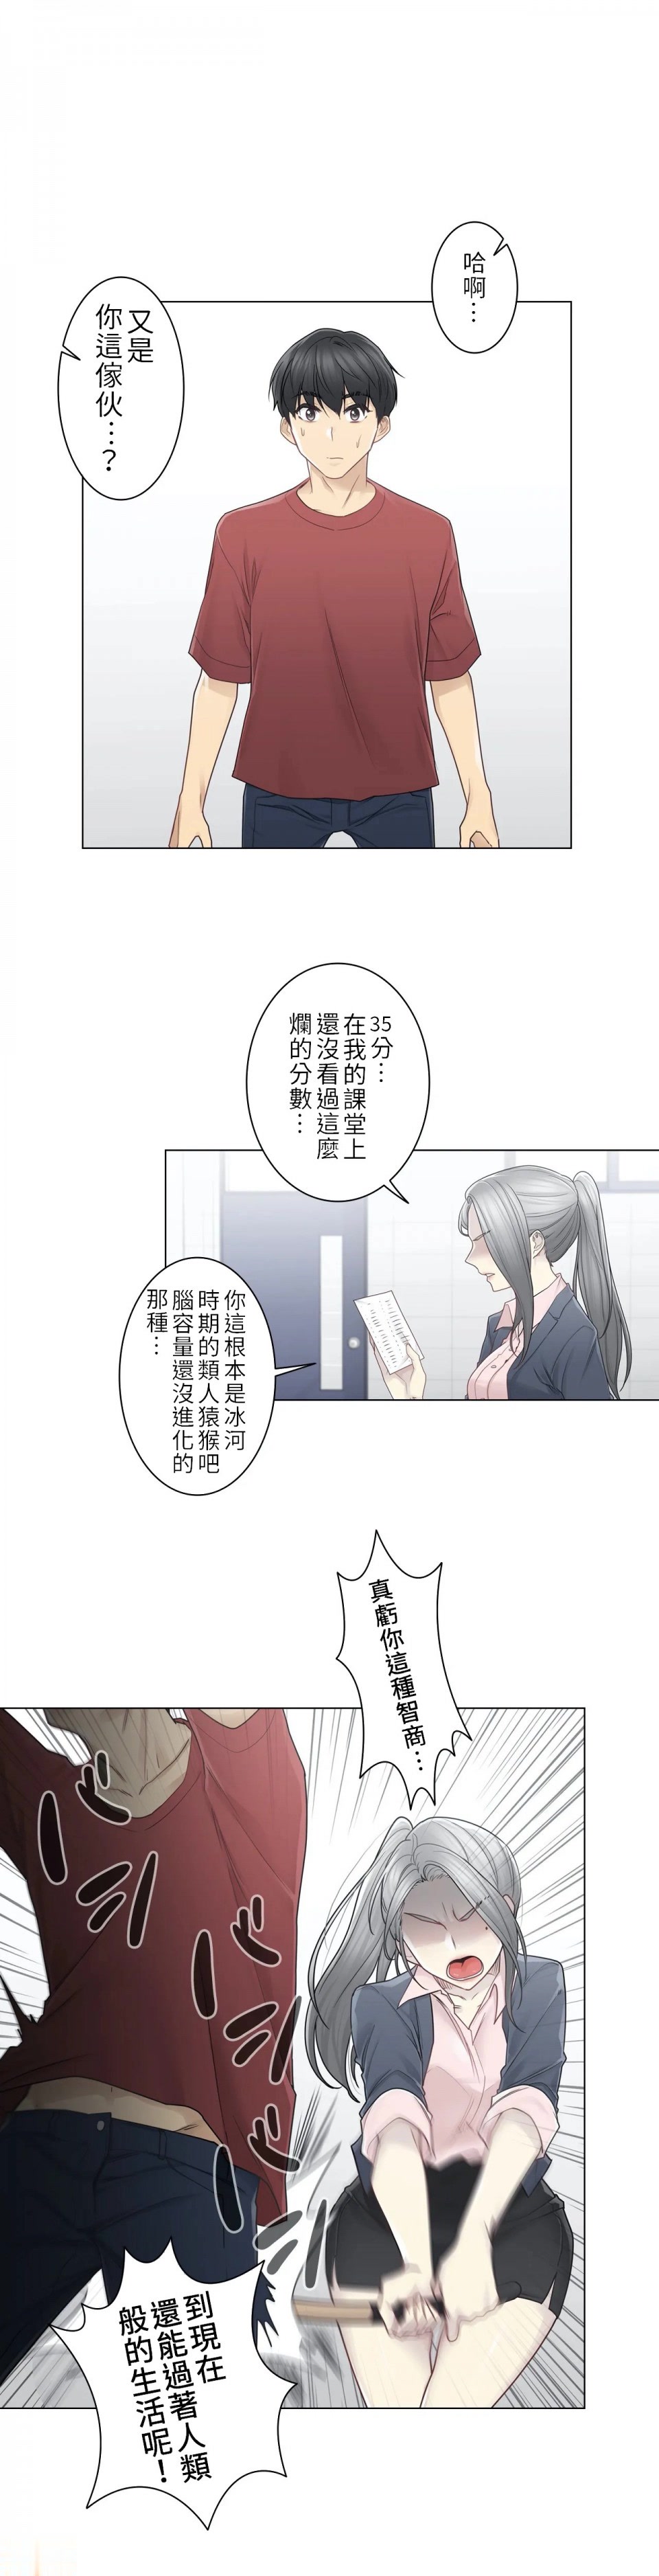 哈啊…
又是
你這傢伙…？
35分…
在我的課堂上
還沒看過這麼
爛的分數…
你這根本是冰河
時期的類人猿猴吧
腦容量還沒進化的
那種…
真虧你這種智商…
到現在
還能過著人類
般的生活呢！